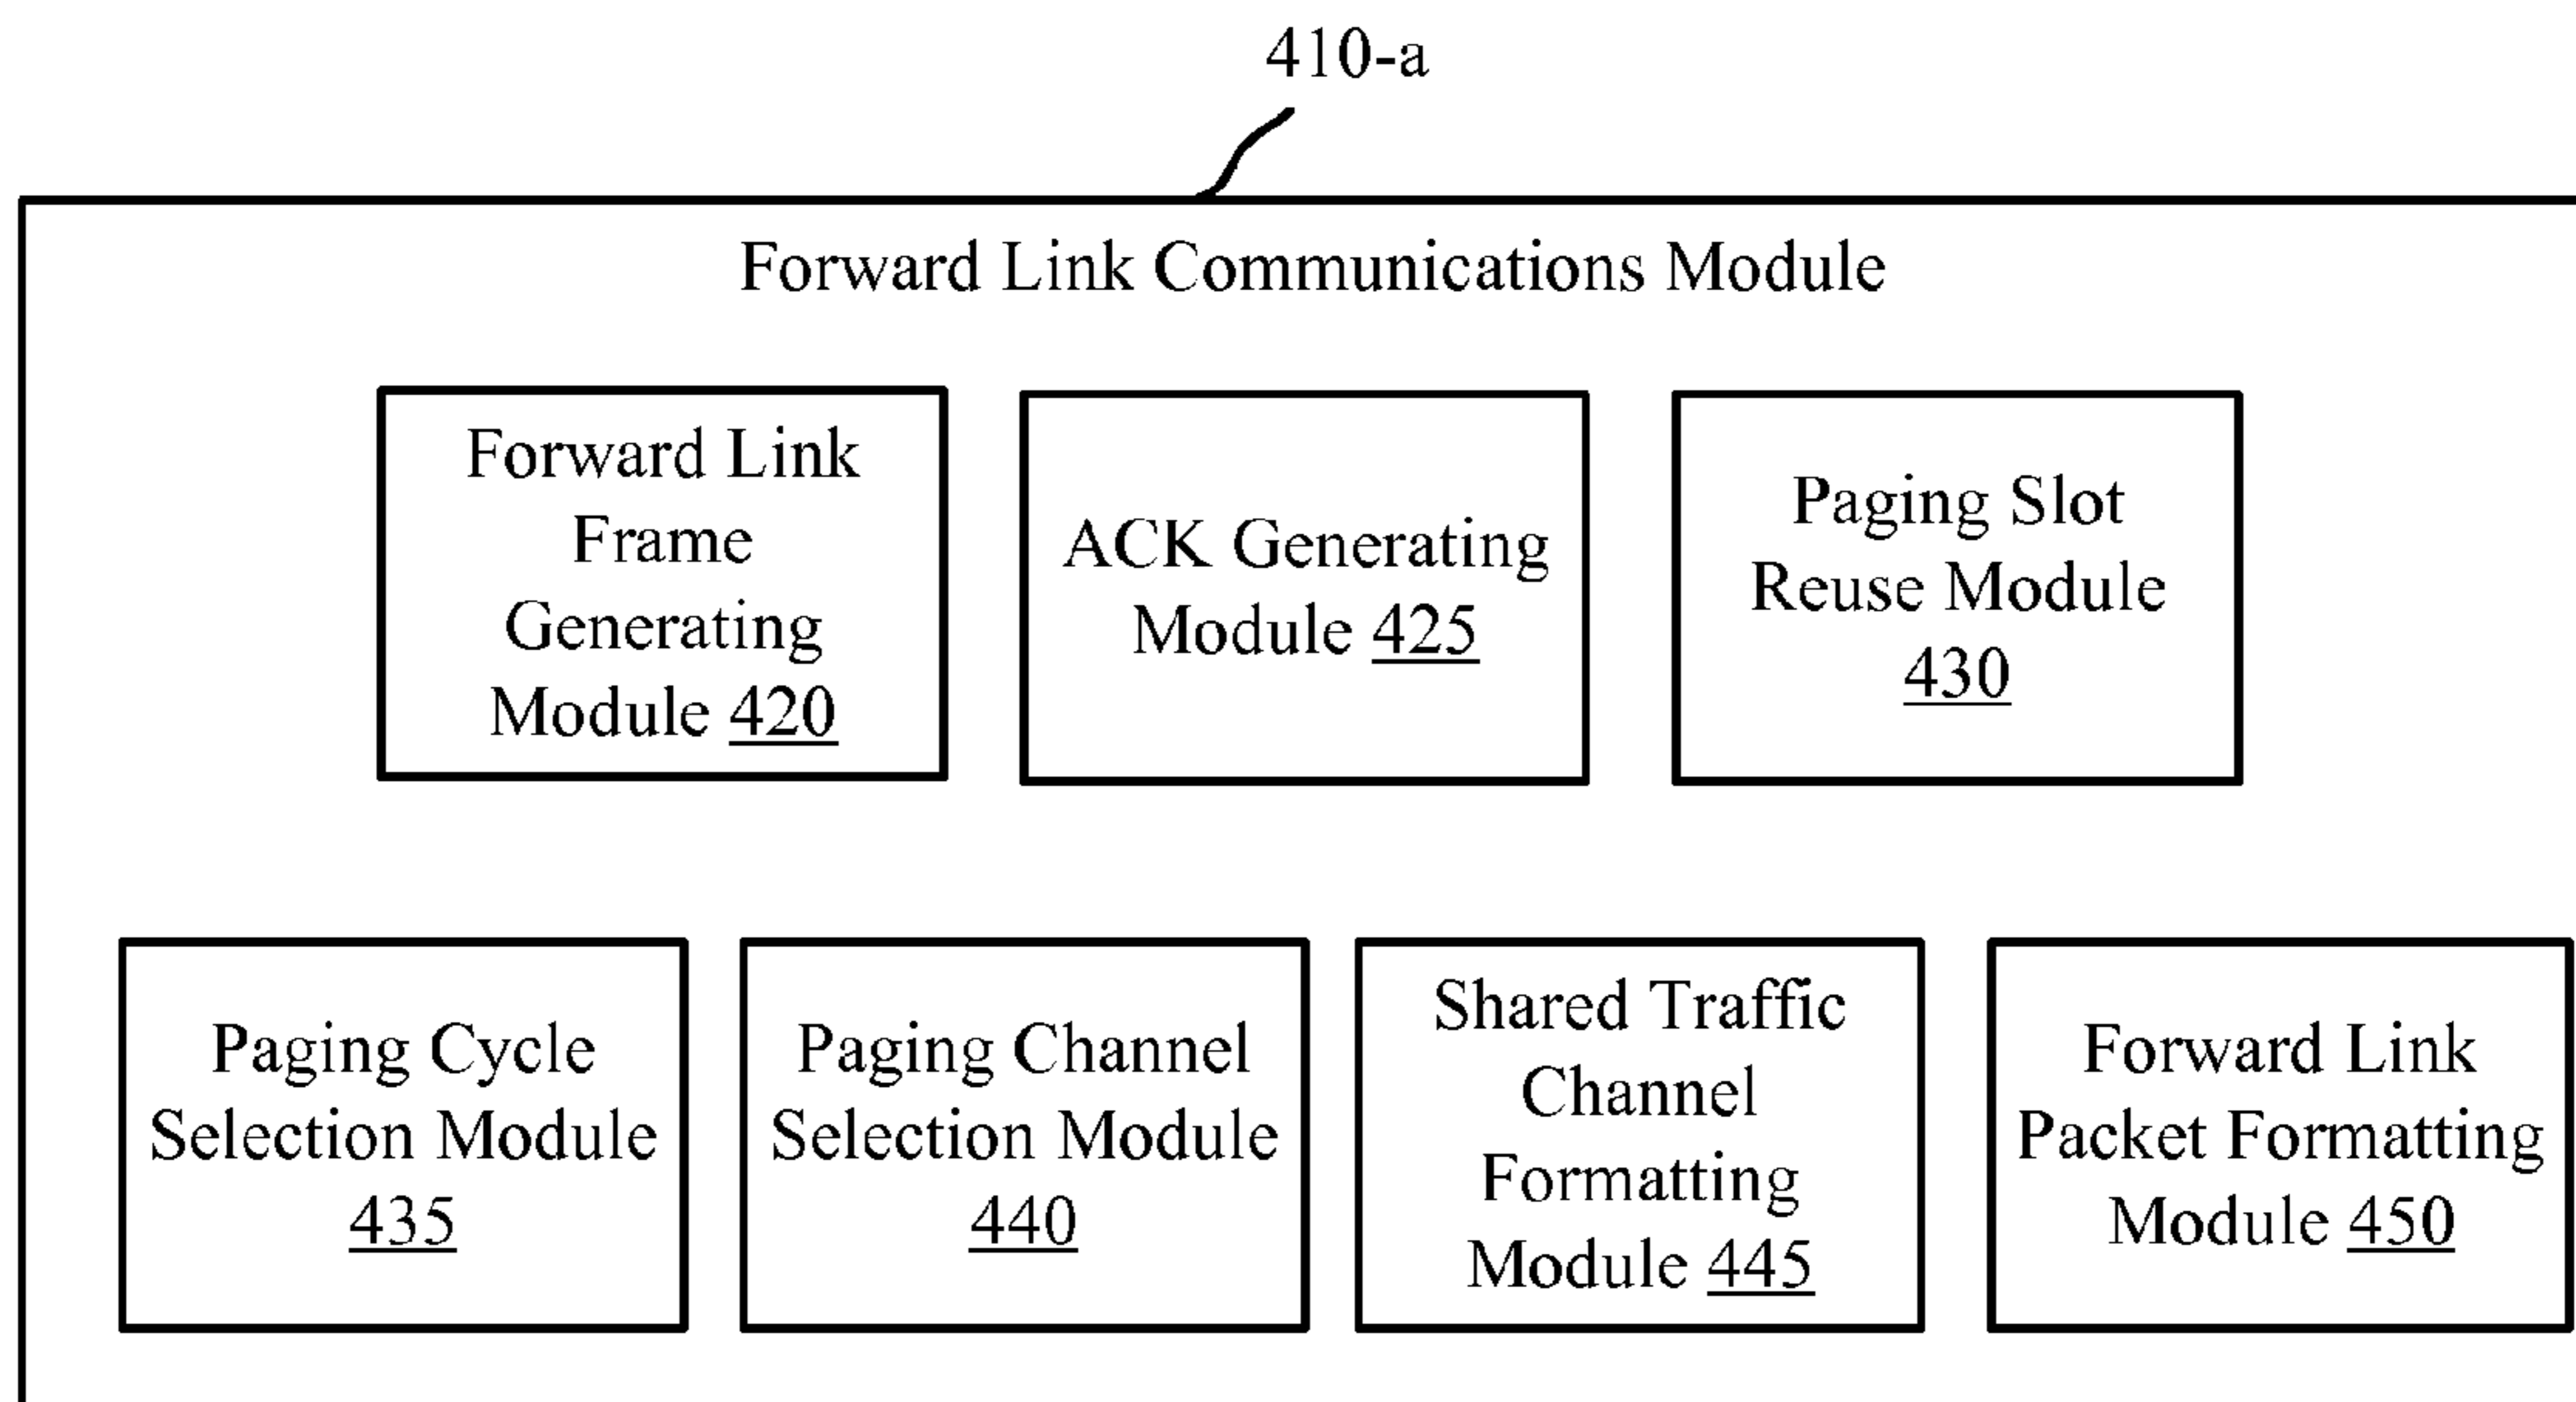 410-a
Forward Link Communications Module
Forward Link
Frame
Generating
Module 420
ACK Generating
Module 425
Paging Slot
Reuse Module
430
Paging Cycle
Selection Module
435
Paging Channel
Selection Module
440
Shared Traffic
Channel
Formatting
Module 445
Forward Link
Packet Formatting
Module 450